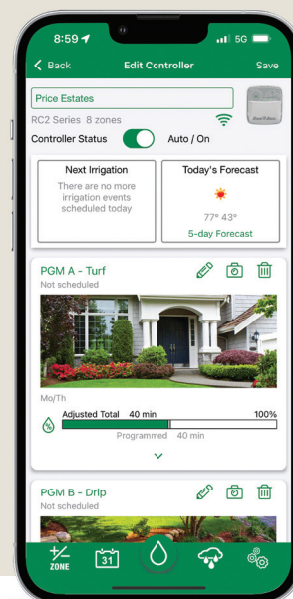 8:59 5G
Back Edit Controller Save
Price Estates
RC2 Series 8 zones
Controller Status Auto / On
Next Irrigation
There are no more
irrigation events
scheduled today
Today's Forecast
77° 43°
5-day Forecast
PGM A - Turf
Not scheduled
Mo/Th
Adjusted Total 40 min 100%
%
Programmed 40 min
PGM B - Drip
Not scheduled
+/- 31
ZONE